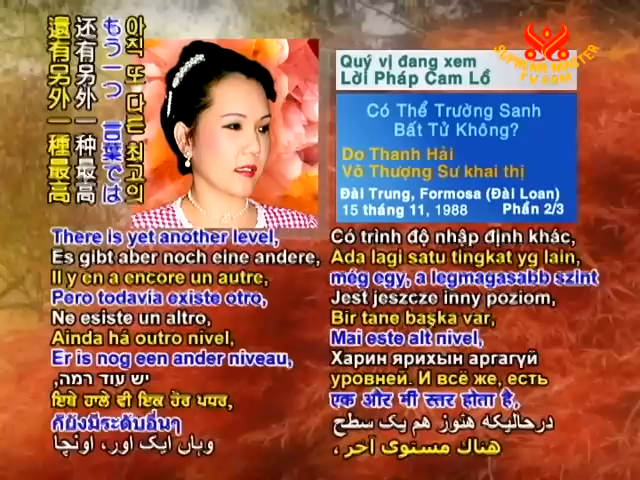 SUPREME MASTER
TV.COM
아직 또 다른 최고의
もう一つ 言葉では
还有另外一种最高
還有另外一種最高
Quý vị đang xem
Lời Pháp Cam Lồ
Có Thể Trường Sanh
Bất Tử Không?
Do Thanh Hải
Vô Thượng Sư khai thị
Đài Trung, Formosa (Đài Loan)
15 tháng 11, 1988 Phần 2/3
There is yet another level,
Es gibt aber noch eine andere,
Il y en a encore un autre,
Pero todavía existe otro,
Ne esiste un altro,
Ainda há outro nível,
Er is nog een ander niveau,
יש עוד רמה,
ਇਥੇ ਹਾਲੇ ਵੀ ਇਕ ਹੋਰ ਪਧਰ,
ก็ยังมีระดับอื่นๆ
وہاں ایک اور، اونچا
Có trình độ nhập định khác,
Ada lagi satu tingkat yg lain,
még egy, a legmagasabb szint
Jest jeszcze inny poziom,
Bir tane başka var,
Mai este alt nivel,
Харин ярихын аргагүй
уровней. И всё же, есть
एक और भी स्तर होता है,
درحالیکه هنوز هم یک سطح
هناك مستوى آخر،